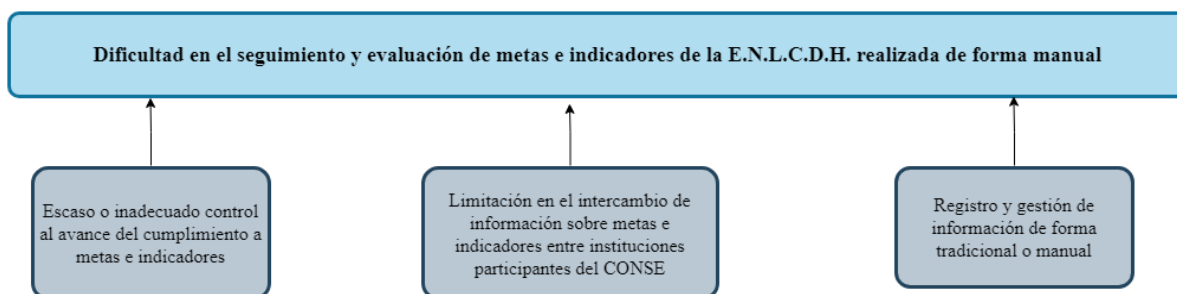 Dificultad en el seguimiento y evaluación de metas e indicadores de la E.N.L.C.D.H. realizada de forma manual
Escaso o inadecuado control
al avance del cumplimiento a
metas e indicadores
Limitación en el intercambio de
información sobre metas e
indicadores entre instituciones
participantes del CONSE
Registro y gestión de
información de forma
tradicional o manual